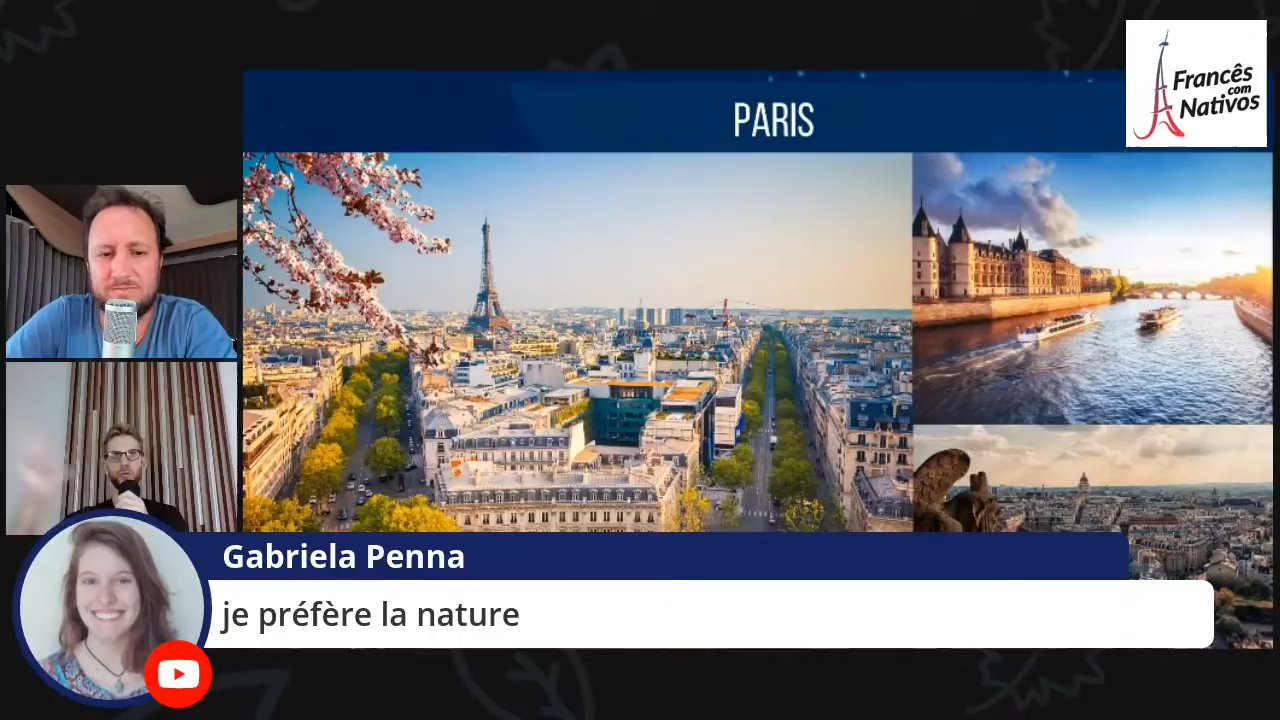 PARIS
Francês
com
Nativos
Gabriela Penna
je préfère la nature